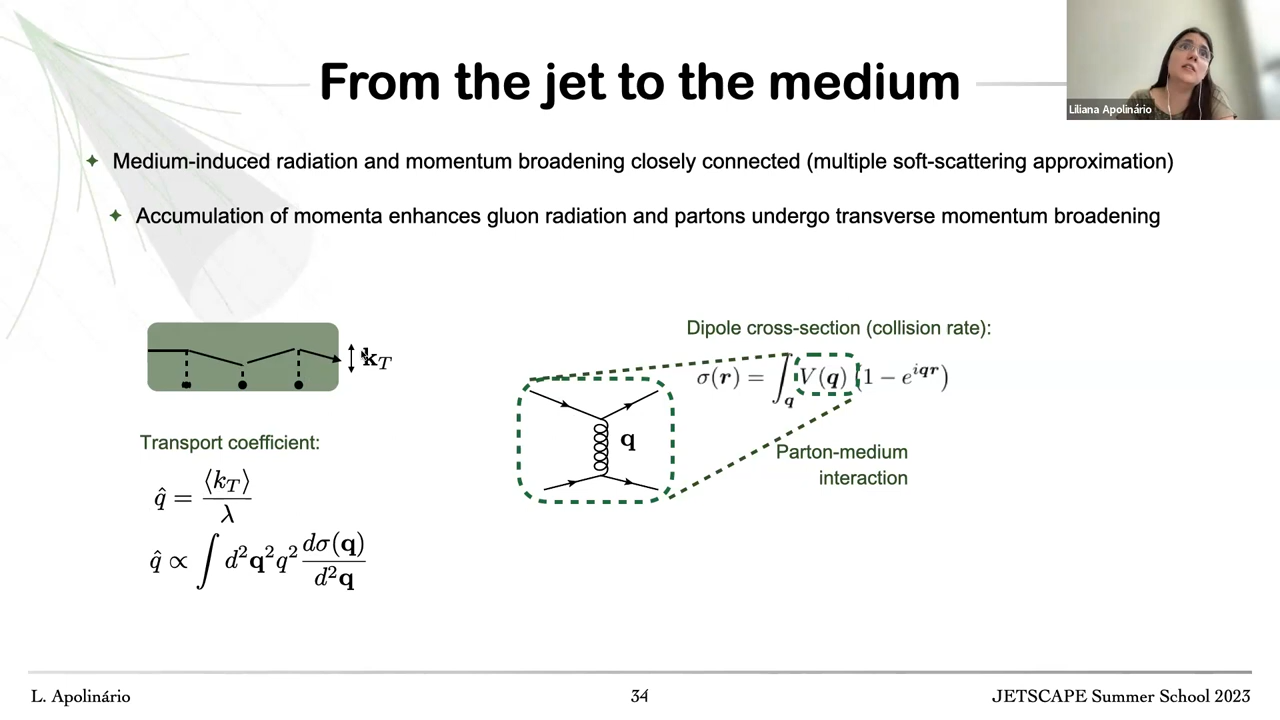 From the jet to the medium
Liliana Apolinário
✦ Medium-induced radiation and momentum broadening closely connected (multiple soft-scattering approximation)
✦ Accumulation of momenta enhances gluon radiation and partons undergo transverse momentum broadening
k_T
Transport coefficient:
q̂ = ⟨k_T⟩ / λ
q̂ ∝ ∫ d²q²q² dσ(q) / d²q
Dipole cross-section (collision rate):
σ(r) = ∫_q V(q) (1 − e^{iqr})
q
Parton-medium
interaction
L. Apolinário
34
JETSCAPE Summer School 2023